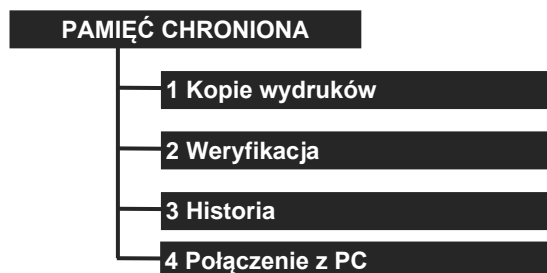 PAMIĘĆ CHRONIONA
1 Kopie wydruków
2 Weryfikacja
3 Historia
4 Połączenie z PC